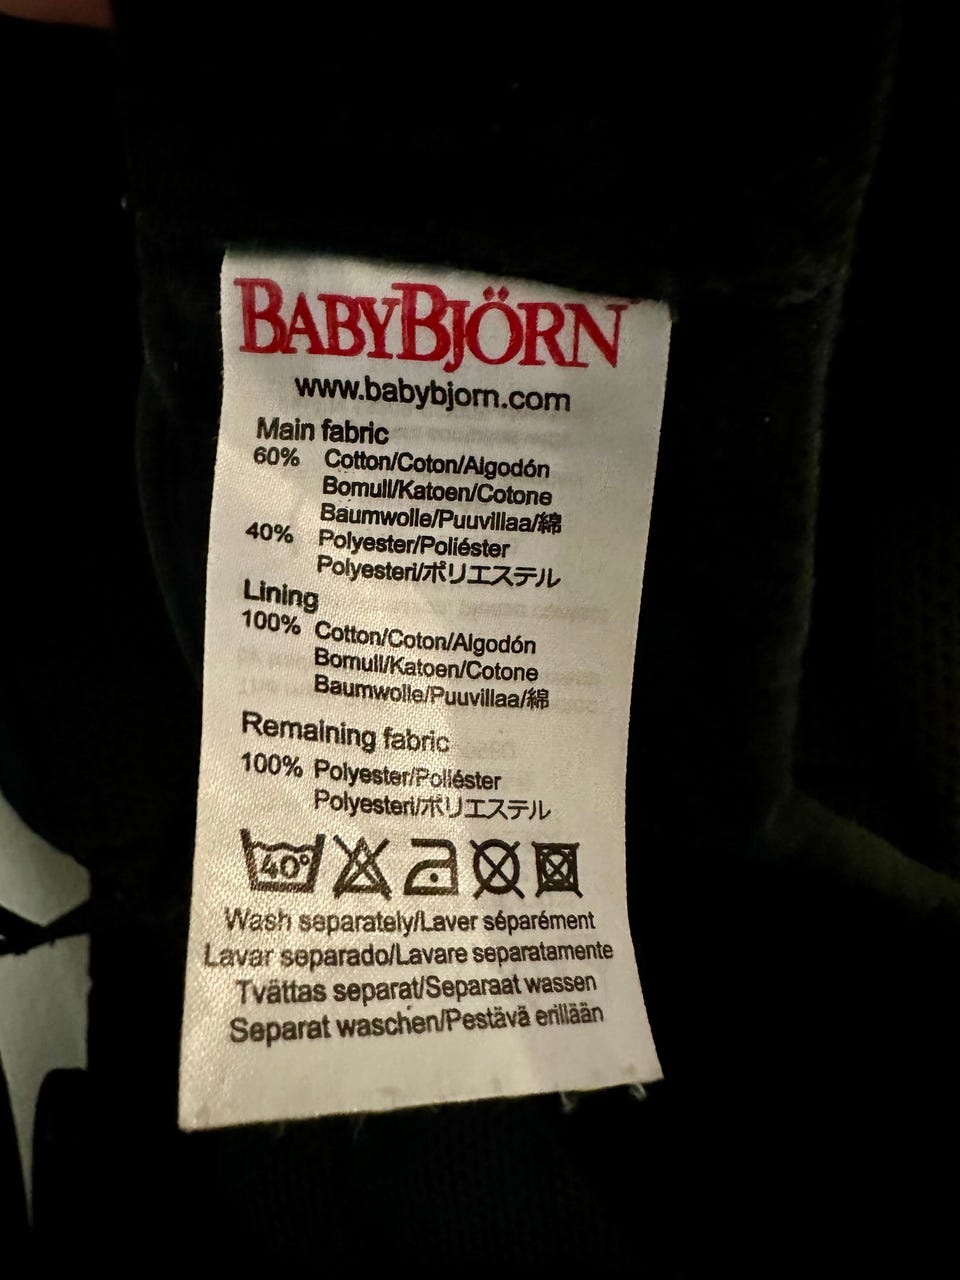 BABYBJÖRN
www.babybjorn.com
Main fabric
60% Cotton/Coton/Algodón
Bomull/Katoen/Cotone
Baumwolle/Puuvillaa/綿
40% Polyester/Poliéster
Polyesteri/ポリエステル
Lining
100% Cotton/Coton/Algodón
Bomull/Katoen/Cotone
Baumwolle/Puuvillaa/綿
Remaining fabric
100% Polyester/Poliéster
Polyesteri/ポリエステル
40°
Wash separately/Laver séparément
Lavar separado/Lavare separatamente
Tvättas separat/Separaat wassen
Separat waschen/Pestävä erillään